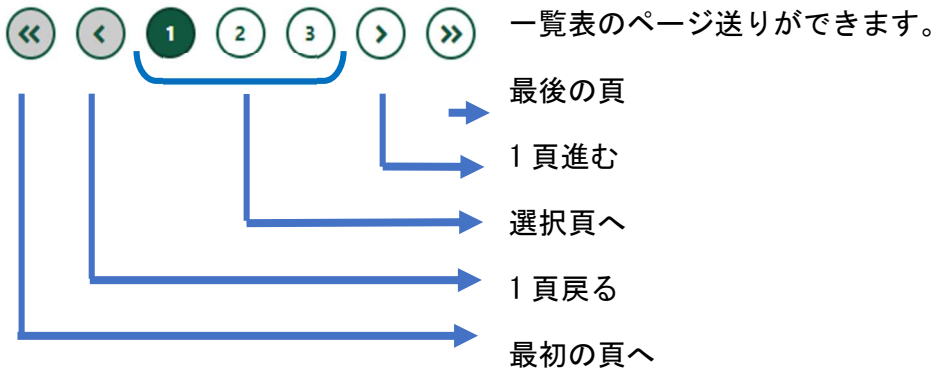 « < 1 2 3 > » 一覧表のページ送りができます。
最後の頁
1頁進む
選択頁へ
1頁戻る
最初の頁へ